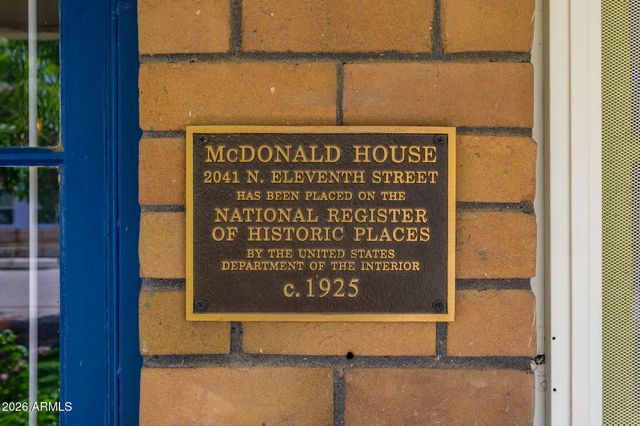 McDONALD HOUSE
2041 N. ELEVENTH STREET
HAS BEEN PLACED ON THE
NATIONAL REGISTER
OF HISTORIC PLACES
BY THE UNITED STATES
DEPARTMENT OF THE INTERIOR
c.1925
2026 ARMLS